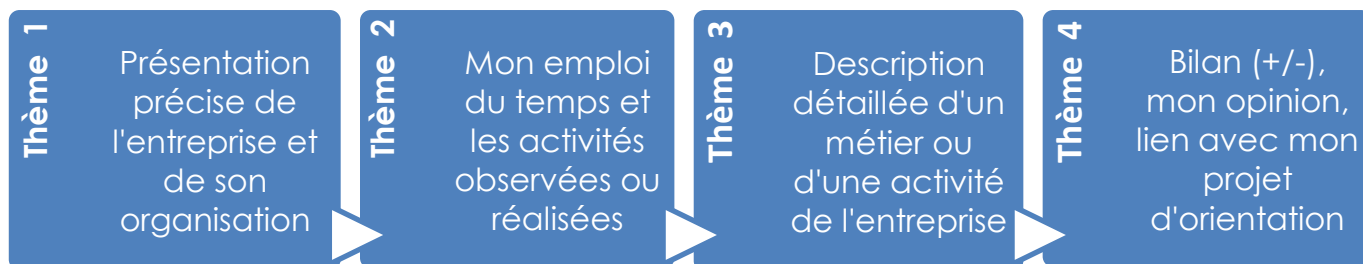 Thème 1
Présentation
précise de
l'entreprise et
de son
organisation
Thème 2
Mon emploi
du temps et
les activités
observées ou
réalisées
Thème 3
Description
détaillée d'un
métier ou
d'une activité
de l'entreprise
Thème 4
Bilan (+/-),
mon opinion,
lien avec mon
projet
d'orientation